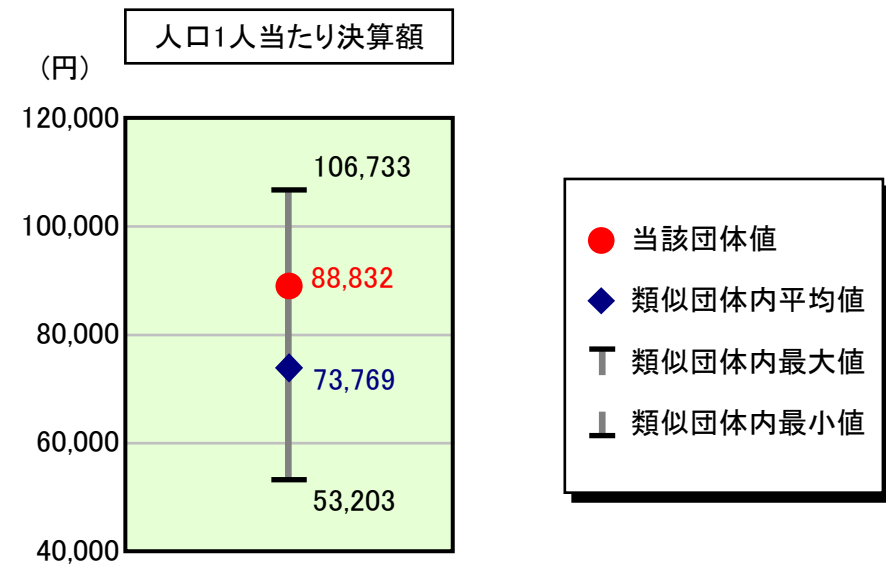 人口1人当たり決算額
（円）
120,000
106,733
100,000
88,832
80,000
73,769
60,000
53,203
40,000
当該団体値
類似団体内平均値
類似団体内最大値
類似団体内最小値